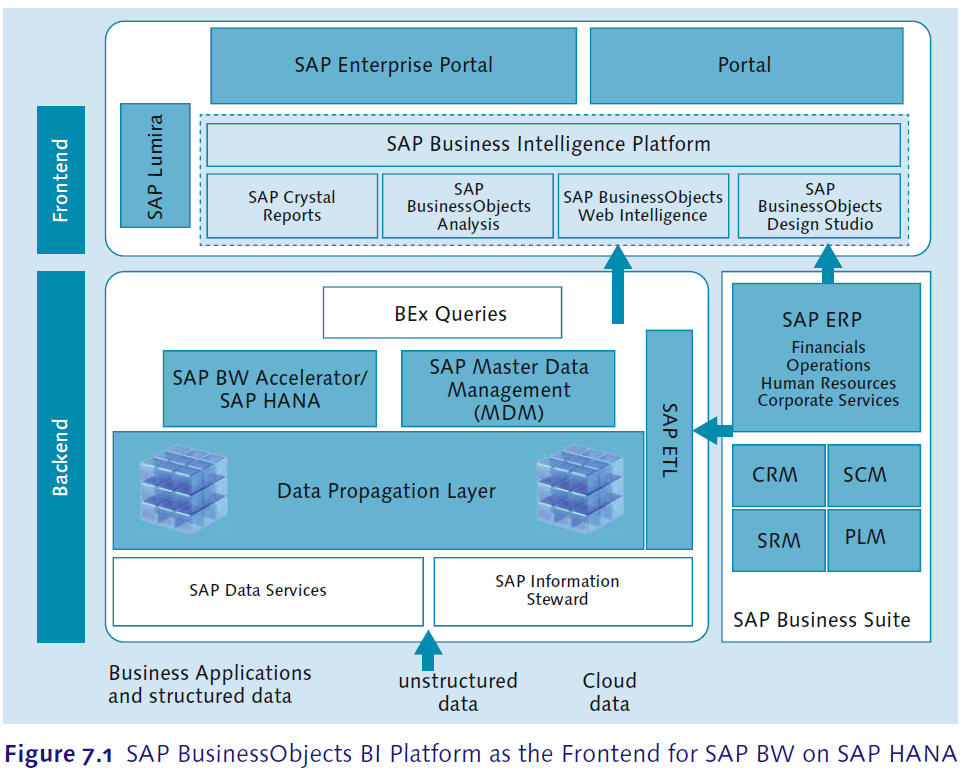 SAP Enterprise Portal
Portal
Frontend
SAP Lumira
SAP Business Intelligence Platform
SAP Crystal
Reports
SAP
BusinessObjects
Analysis
SAP BusinessObjects
Web Intelligence
SAP
BusinessObjects
Design Studio
Backend
BEx Queries
SAP BW Accelerator/
SAP HANA
SAP Master Data
Management
(MDM)
SAP ETL
Data Propagation Layer
SAP Data Services
SAP Information
Steward
SAP ERP
Financials
Operations
Human Resources
Corporate Services
CRM
SCM
SRM
PLM
SAP Business Suite
Business Applications
and structured data
unstructured
data
Cloud
data
Figure 7.1 SAP BusinessObjects BI Platform as the Frontend for SAP BW on SAP HANA